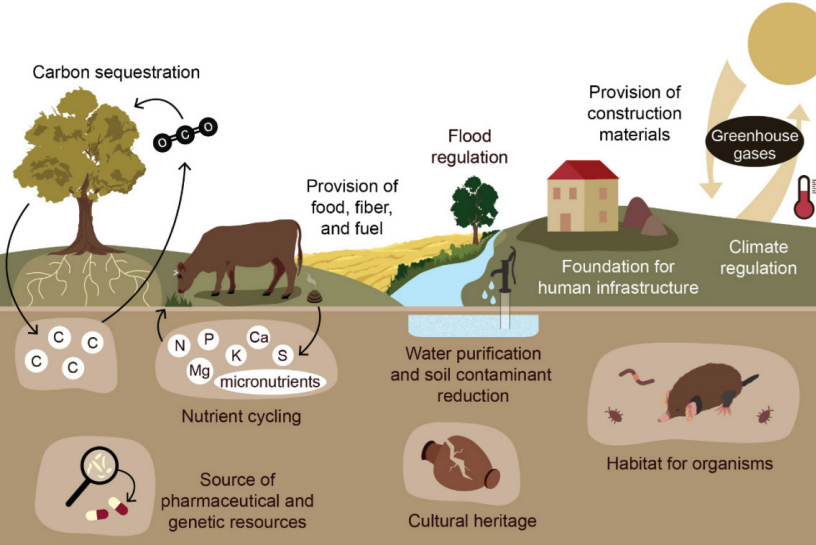 Carbon sequestration
O C O
Provision of
food, fiber,
and fuel
Flood
regulation
Provision of
construction
materials
Greenhouse
gases
Climate
regulation
Foundation for
human infrastructure
C
C
C
C
C
N
P
Ca
Mg
K
S
micronutrients
Nutrient cycling
Water purification
and soil contaminant
reduction
Habitat for organisms
Source of
pharmaceutical and
genetic resources
Cultural heritage